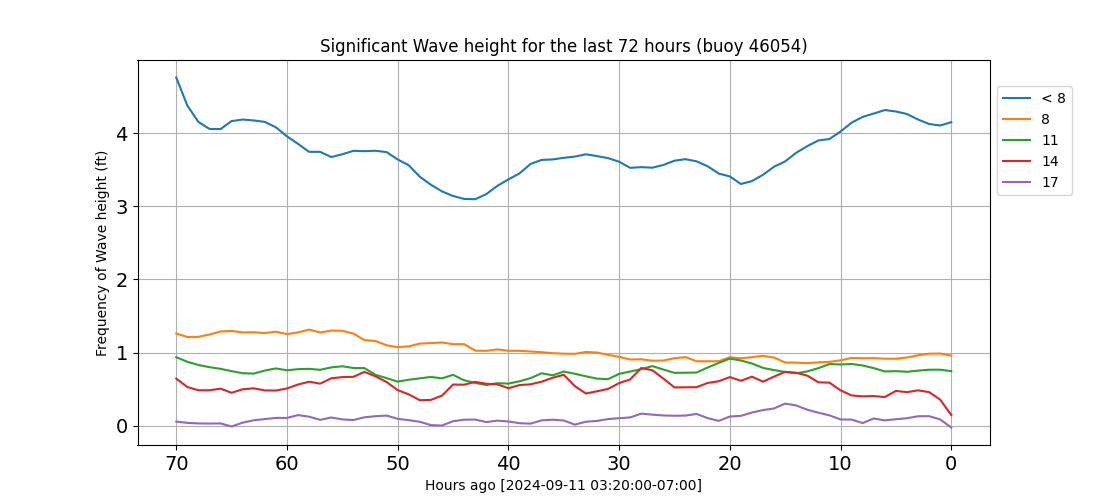 Significant Wave height for the last 72 hours (buoy 46054)
Frequency of Wave height (ft)
4
3
2
1
0
70 60 50 40 30 20 10 0
Hours ago [2024-09-11 03:20:00-07:00]
< 8
8
11
14
17